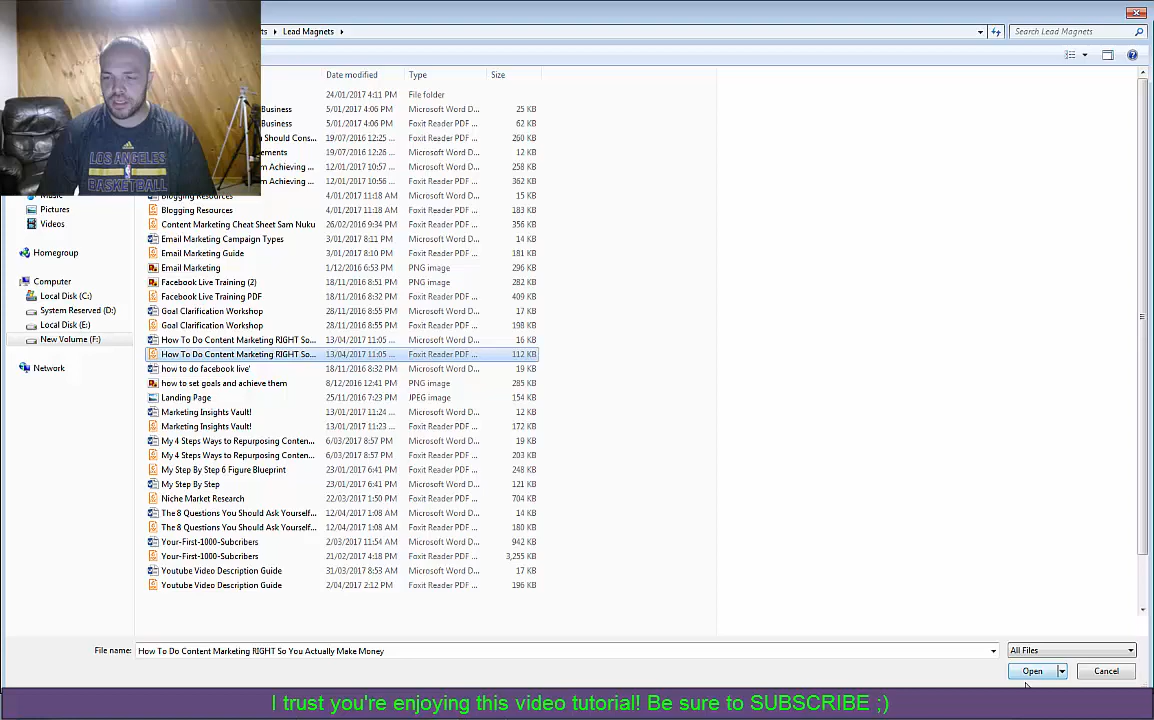 ts ▸ Lead Magnets ▸ Search Lead Magnets
Date modified Type Size
24/01/2017 4:11 PM File folder
Business 5/01/2017 4:06 PM Microsoft Word D... 25 KB
Business 5/01/2017 4:06 PM Foxit Reader PDF ... 62 KB
n Should Cons... 19/07/2016 12:25 ... Foxit Reader PDF ... 260 KB
ements 19/07/2016 12:26 ... Microsoft Word D... 12 KB
m Achieving ... 12/01/2017 10:57 ... Microsoft Word D... 258 KB
m Achieving ... 12/01/2017 10:56 ... Foxit Reader PDF ... 362 KB
LOS ANGELES
BASKETBALL
Music Blogging Resources 4/01/2017 11:18 AM Microsoft Word D... 15 KB
Pictures Blogging Resources 4/01/2017 11:18 AM Foxit Reader PDF ... 183 KB
Videos Content Marketing Cheat Sheet Sam Nuku 26/02/2016 9:34 PM Foxit Reader PDF ... 356 KB
Email Marketing Campaign Types 3/01/2017 8:11 PM Microsoft Word D... 14 KB
Homegroup Email Marketing Guide 3/01/2017 8:10 PM Foxit Reader PDF ... 181 KB
Email Marketing 1/12/2016 6:53 PM PNG image 296 KB
Computer Facebook Live Training (2) 18/11/2016 8:51 PM PNG image 282 KB
Local Disk (C:) Facebook Live Training PDF 18/11/2016 8:32 PM Foxit Reader PDF ... 409 KB
System Reserved (D:) Goal Clarification Workshop 28/11/2016 8:55 PM Microsoft Word D... 17 KB
Local Disk (E:) Goal Clarification Workshop 28/11/2016 8:55 PM Foxit Reader PDF ... 198 KB
New Volume (F:) How To Do Content Marketing RIGHT So... 13/04/2017 11:05 ... Microsoft Word D... 16 KB
How To Do Content Marketing RIGHT So... 13/04/2017 11:05 ... Foxit Reader PDF ... 112 KB
Network how to do facebook live' 18/11/2016 8:32 PM Microsoft Word D... 19 KB
how to set goals and achieve them 8/12/2016 12:41 PM PNG image 285 KB
Landing Page 25/11/2016 7:23 PM JPEG image 154 KB
Marketing Insights Vault! 13/01/2017 11:24 ... Microsoft Word D... 12 KB
Marketing Insights Vault! 13/01/2017 11:23 ... Foxit Reader PDF ... 172 KB
My 4 Steps Ways to Repurposing Conten... 6/03/2017 8:57 PM Microsoft Word D... 19 KB
My 4 Steps Ways to Repurposing Conten... 6/03/2017 8:57 PM Foxit Reader PDF ... 203 KB
My Step By Step 6 Figure Blueprint 23/01/2017 6:41 PM Foxit Reader PDF ... 248 KB
My Step By Step 23/01/2017 6:41 PM Microsoft Word D... 121 KB
Niche Market Research 22/03/2017 1:50 PM Foxit Reader PDF ... 704 KB
The 8 Questions You Should Ask Yourself... 12/04/2017 1:08 AM Microsoft Word D... 14 KB
The 8 Questions You Should Ask Yourself... 12/04/2017 1:08 AM Foxit Reader PDF ... 180 KB
Your-First-1000-Subcribers 2/03/2017 11:54 AM Microsoft Word D... 942 KB
Your-First-1000-Subcribers 21/02/2017 4:18 PM Foxit Reader PDF ... 3,255 KB
Youtube Video Description Guide 31/03/2017 8:53 AM Microsoft Word D... 17 KB
Youtube Video Description Guide 2/04/2017 2:12 PM Foxit Reader PDF ... 196 KB
File name: How To Do Content Marketing RIGHT So You Actually Make Money All Files
Open Cancel
I trust you're enjoying this video tutorial! Be sure to SUBSCRIBE ;)